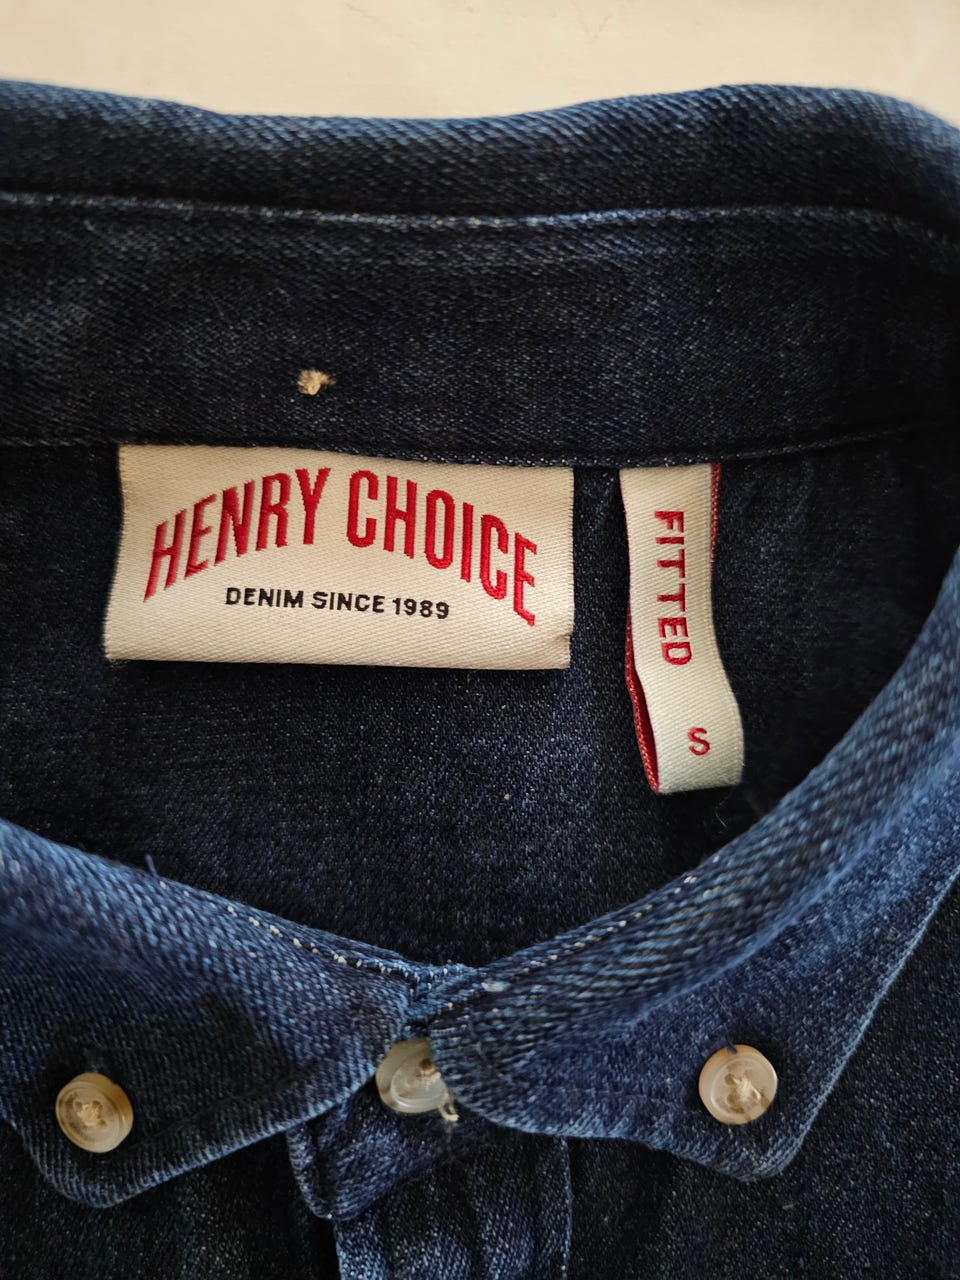 HENRY CHOICE
DENIM SINCE 1989
FITTED
S